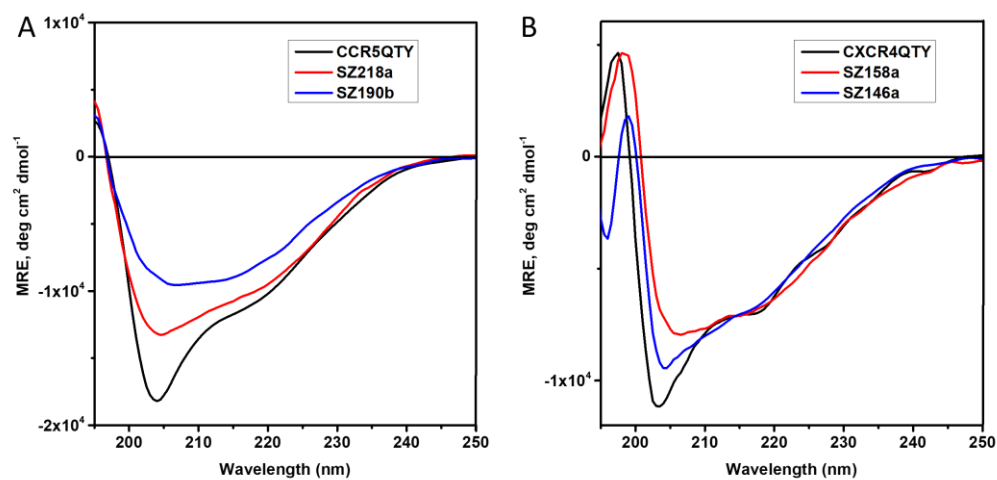 A
1x10⁴
0
-1x10⁴
-2x10⁴
MRE, deg cm² dmol⁻¹
CCR5QTY
SZ218a
SZ190b
200 210 220 230 240 250
Wavelength (nm)
B
0
-1x10⁴
MRE, deg cm² dmol⁻¹
CXCR4QTY
SZ158a
SZ146a
200 210 220 230 240 250
Wavelength (nm)